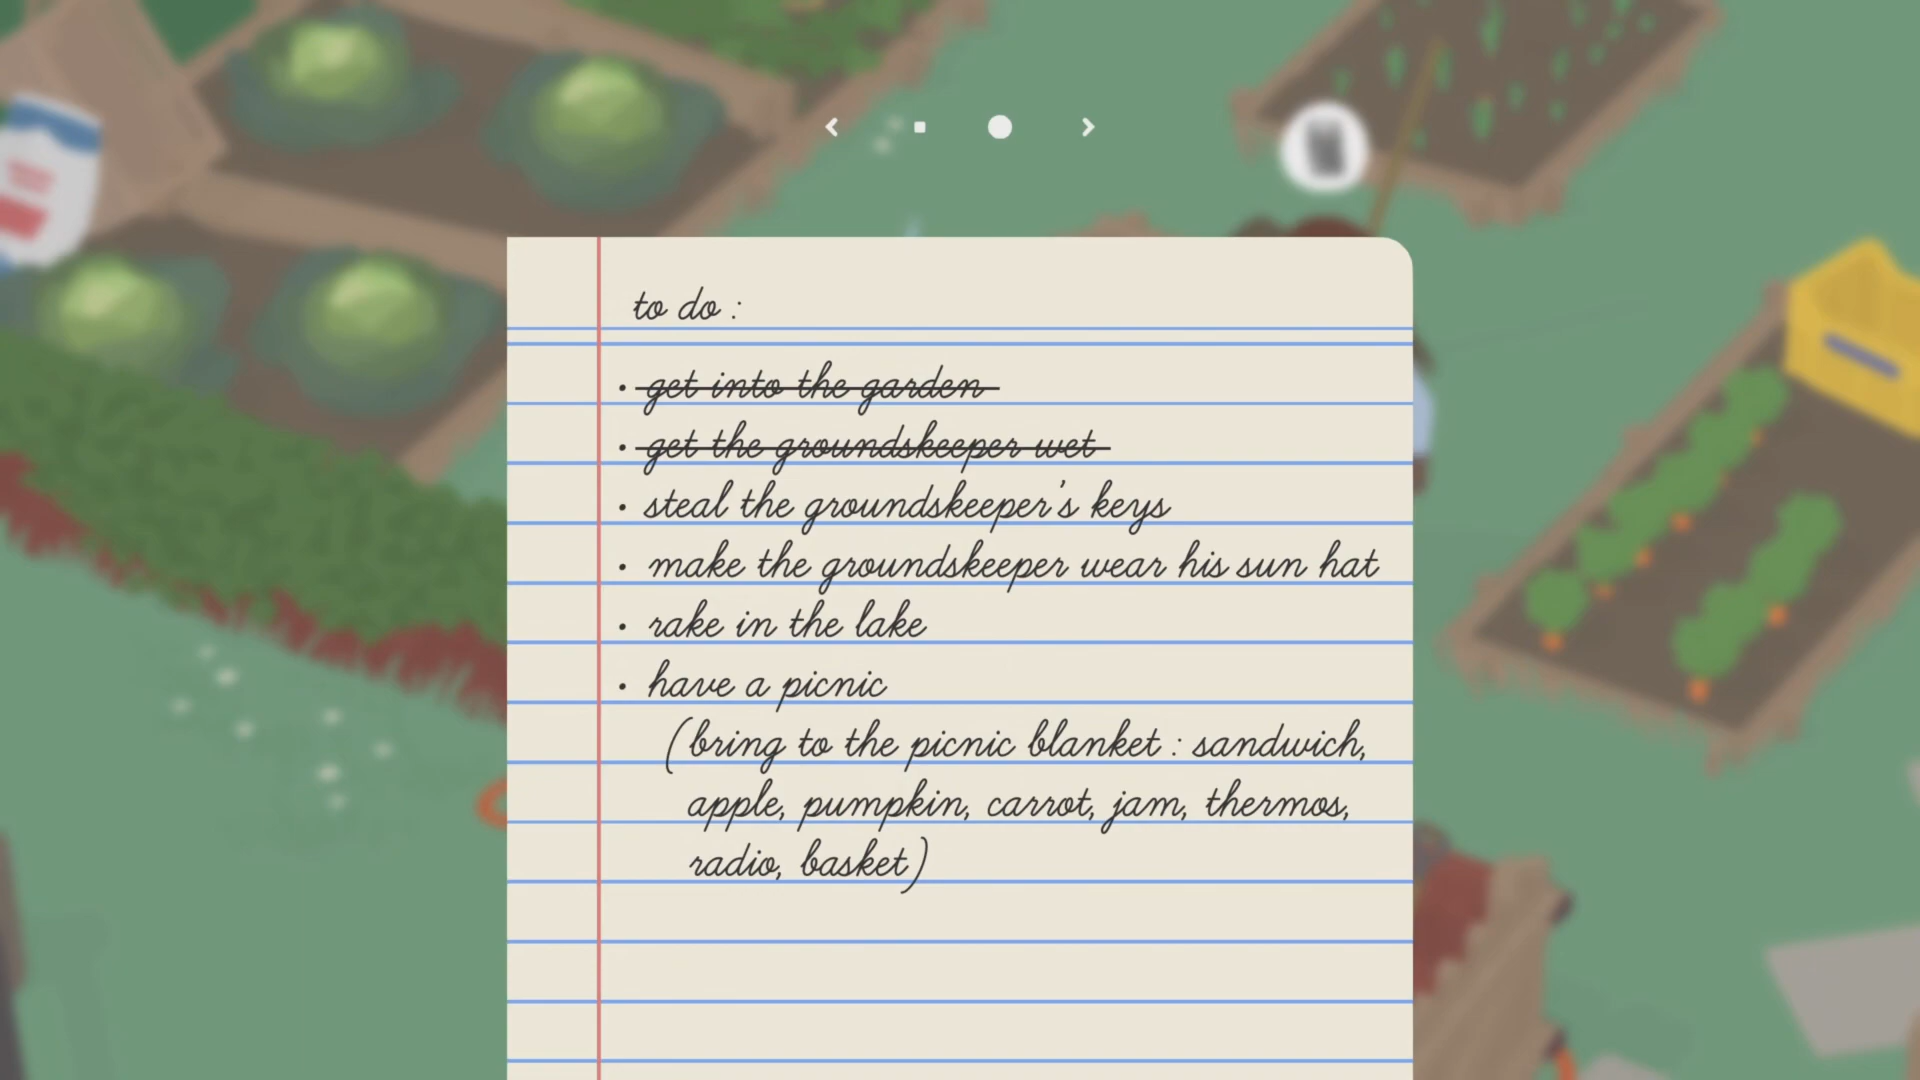 to do :
• get into the garden
• get the groundskeeper wet
• steal the groundskeeper's keys
• make the groundskeeper wear his sun hat
• rake in the lake
• have a picnic
(bring to the picnic blanket : sandwich,
apple, pumpkin, carrot, jam, thermos,
radio, basket)